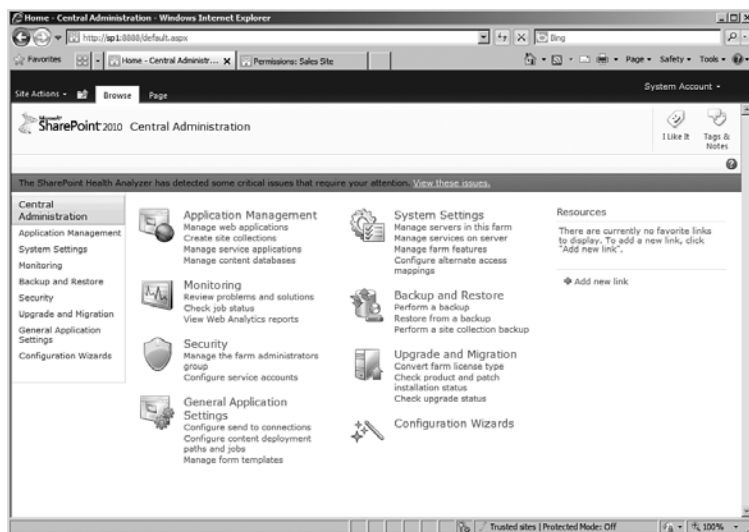 Home - Central Administration - Windows Internet Explorer
http://sp1:8888/default.aspx
Bing
Favorites
Home - Central Administr... X
Permissions: Sales Site
Page
Safety
Tools
Site Actions
Browse
Page
System Account
Microsoft
SharePoint 2010
Central Administration
I Like It
Tags & Notes
The SharePoint Health Analyzer has detected some critical issues that require your attention. View these issues.
Central
Administration
Application Management
System Settings
Monitoring
Backup and Restore
Security
Upgrade and Migration
General Application
Settings
Configuration Wizards
Application Management
Manage web applications
Create site collections
Manage service applications
Manage content databases
Monitoring
Review problems and solutions
Check job status
View Web Analytics reports
Security
Manage the farm administrators
group
Configure service accounts
General Application
Settings
Configure send to connections
Configure content deployment
paths and jobs
Manage form templates
System Settings
Manage servers in this farm
Manage services on server
Manage farm features
Configure alternate access
mappings
Backup and Restore
Perform a backup
Restore from a backup
Perform a site collection backup
Upgrade and Migration
Convert farm license type
Check product and patch
installation status
Check upgrade status
Configuration Wizards
Resources
There are currently no favorite links
to display. To add a new link, click
"Add new link".
Add new link
Trusted sites | Protected Mode: Off
100%